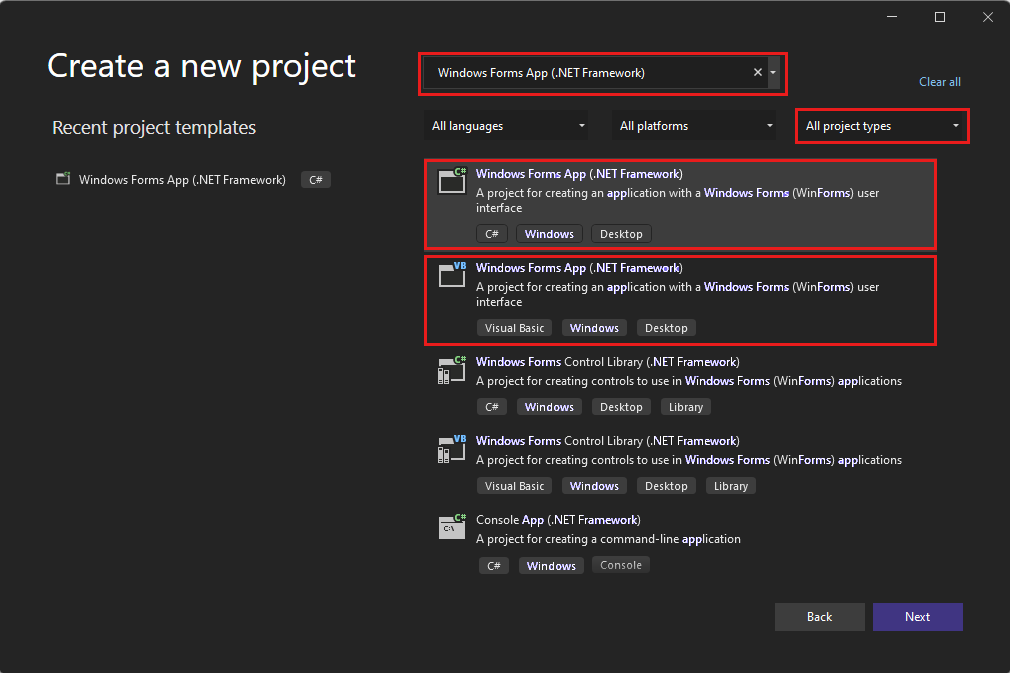 Create a new project
Recent project templates
Windows Forms App (.NET Framework) C#
Windows Forms App (.NET Framework)
Clear all
All languages All platforms All project types
C#
Windows Forms App (.NET Framework)
A project for creating an application with a Windows Forms (WinForms) user
interface
C# Windows Desktop
VB
Windows Forms App (.NET Framework)
A project for creating an application with a Windows Forms (WinForms) user
interface
Visual Basic Windows Desktop
C#
Windows Forms Control Library (.NET Framework)
A project for creating controls to use in Windows Forms (WinForms) applications
C# Windows Desktop Library
VB
Windows Forms Control Library (.NET Framework)
A project for creating controls to use in Windows Forms (WinForms) applications
Visual Basic Windows Desktop Library
C#
C:\
Console App (.NET Framework)
A project for creating a command-line application
C# Windows Console
Back Next